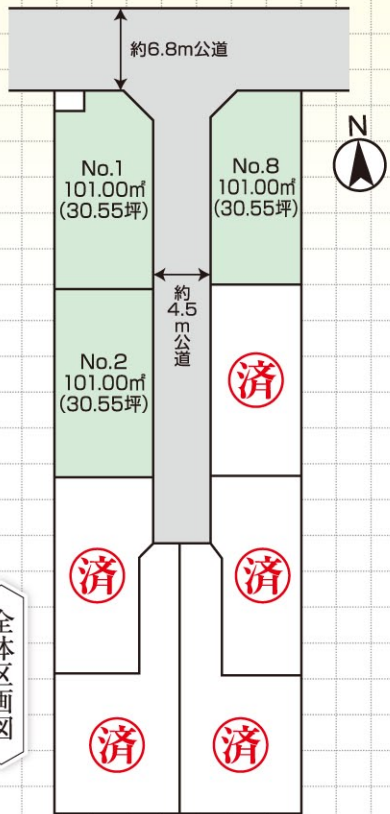 約6.8m公道
N
No.1
101.00㎡
(30.55坪)
No.8
101.00㎡
(30.55坪)
約4.5m公道
No.2
101.00㎡
(30.55坪)
済
済
済
済
済
全体区画図